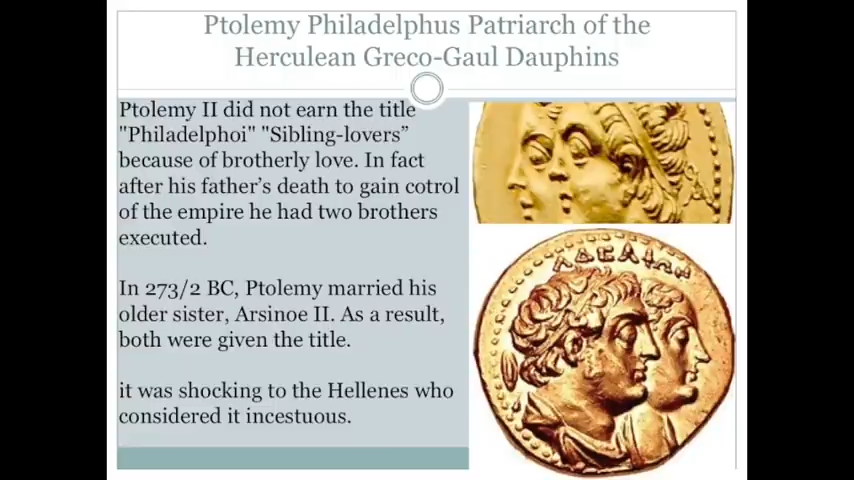 Ptolemy Philadelphus Patriarch of the
Herculean Greco-Gaul Dauphins
Ptolemy II did not earn the title
"Philadelphoi" "Sibling-lovers”
because of brotherly love. In fact
after his father’s death to gain cotrol
of the empire he had two brothers
executed.
In 273/2 BC, Ptolemy married his
older sister, Arsinoe II. As a result,
both were given the title.
it was shocking to the Hellenes who
considered it incestuous.
ΑΔΕΛΦΩΝ